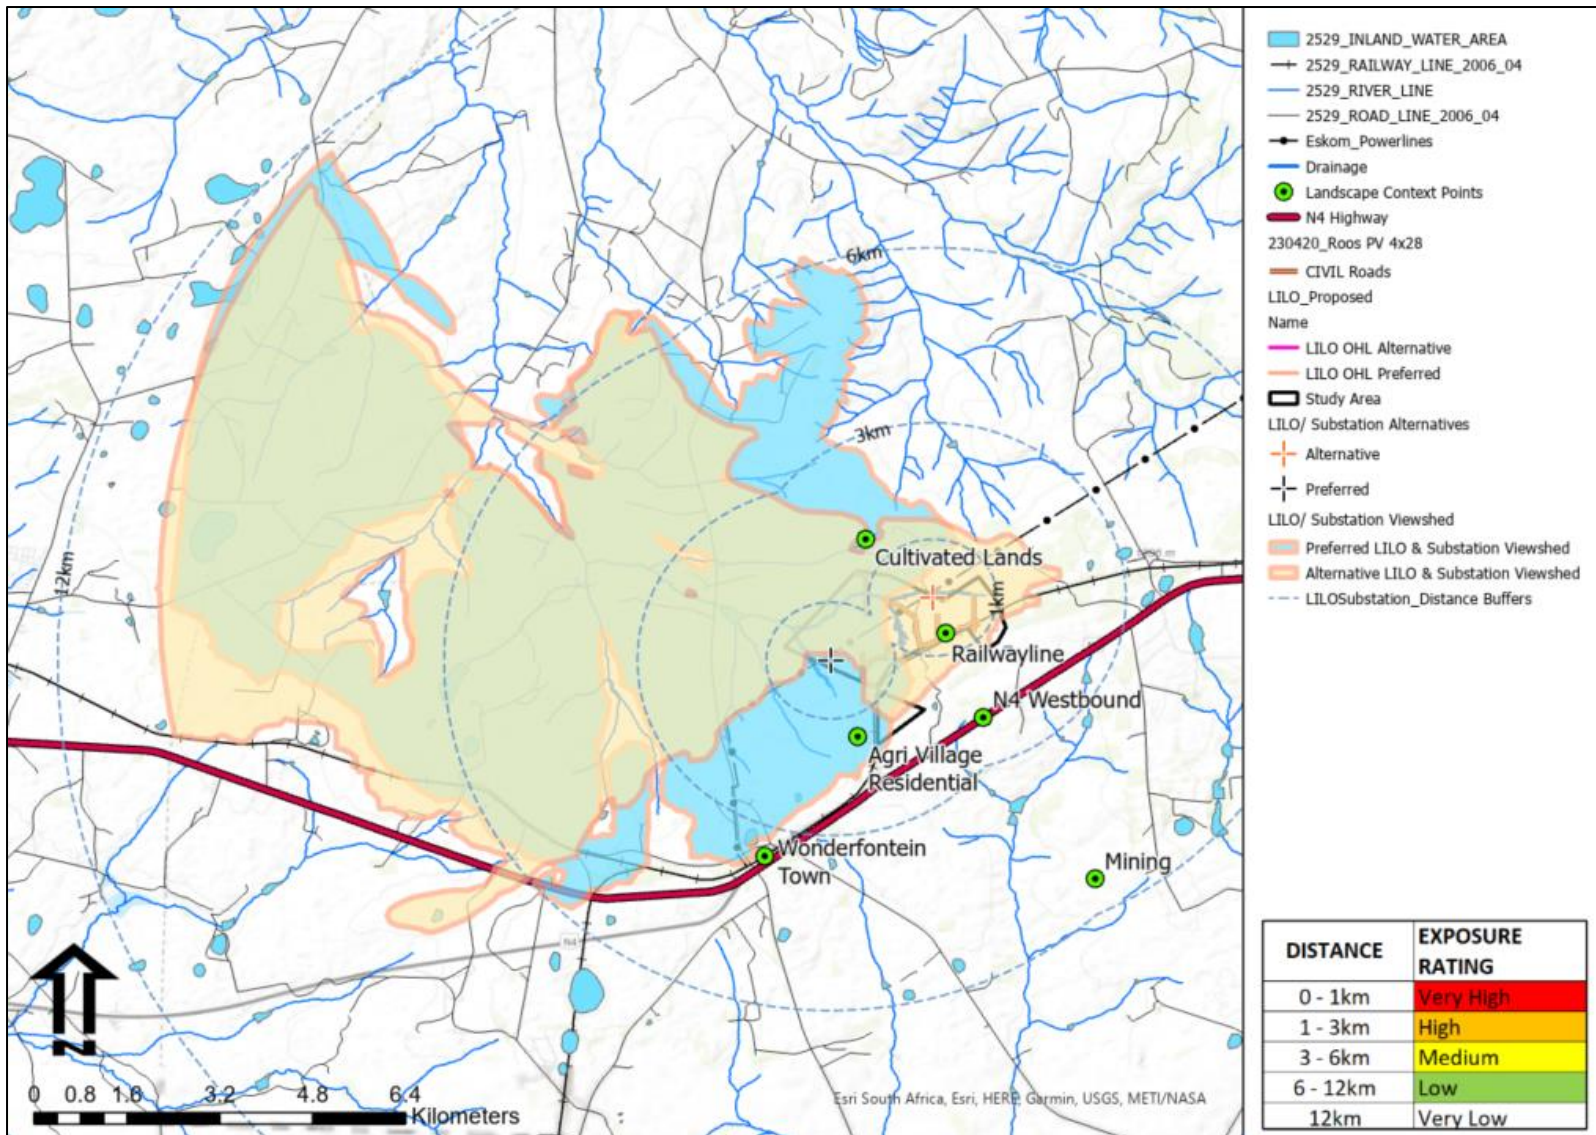 6km
3km
12km
1km
Cultivated Lands
Railwayline
N4 Westbound
Agri Village
Residential
Wonderfontein
Town
Mining
N4
N
0 0.8 1.6 3.2 4.8 6.4
Kilometers
Esri South Africa, Esri, HERE, Garmin, USGS, METI/NASA
2529_INLAND_WATER_AREA
2529_RAILWAY_LINE_2006_04
2529_RIVER_LINE
2529_ROAD_LINE_2006_04
Eskom_Powerlines
Drainage
Landscape Context Points
N4 Highway
230420_Roos PV 4x28
CIVIL Roads
LILO_Proposed
Name
LILO OHL Alternative
LILO OHL Preferred
Study Area
LILO/ Substation Alternatives
Alternative
Preferred
LILO/ Substation Viewshed
Preferred LILO & Substation Viewshed
Alternative LILO & Substation Viewshed
LILOSubstation_Distance Buffers
DISTANCE EXPOSURE RATING
0 - 1km Very High
1 - 3km High
3 - 6km Medium
6 - 12km Low
12km Very Low